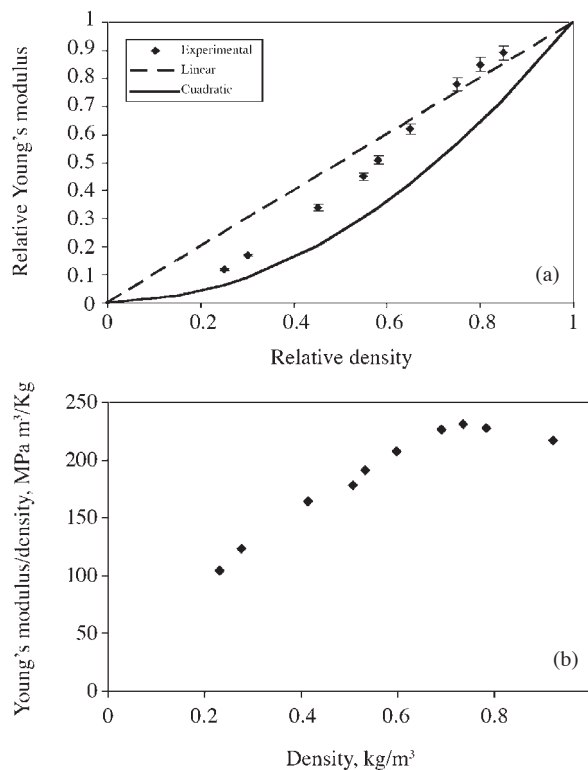 1
0.9
0.8
0.7
0.6
0.5
0.4
0.3
0.2
0.1
0
Relative Young's modulus
Experimental
Linear
Cuadratic
(a)
0 0.2 0.4 0.6 0.8 1
Relative density
250
200
150
100
50
0
Young's modulus/density, MPa m³/Kg
(b)
0 0.2 0.4 0.6 0.8
Density, kg/m³